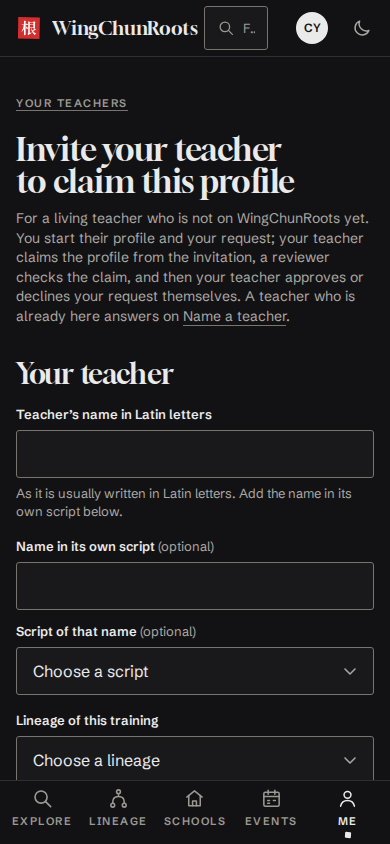 根 WingChunRoots F.. CY
YOUR TEACHERS
Invite your teacher
to claim this profile
For a living teacher who is not on WingChunRoots yet.
You start their profile and your request; your teacher
claims the profile from the invitation, a reviewer
checks the claim, and then your teacher approves or
declines your request themselves. A teacher who is
already here answers on Name a teacher.
Your teacher
Teacher’s name in Latin letters
As it is usually written in Latin letters. Add the name in its
own script below.
Name in its own script (optional)
Script of that name (optional)
Choose a script
Lineage of this training
Choose a lineage
EXPLORE LINEAGE SCHOOLS EVENTS ME